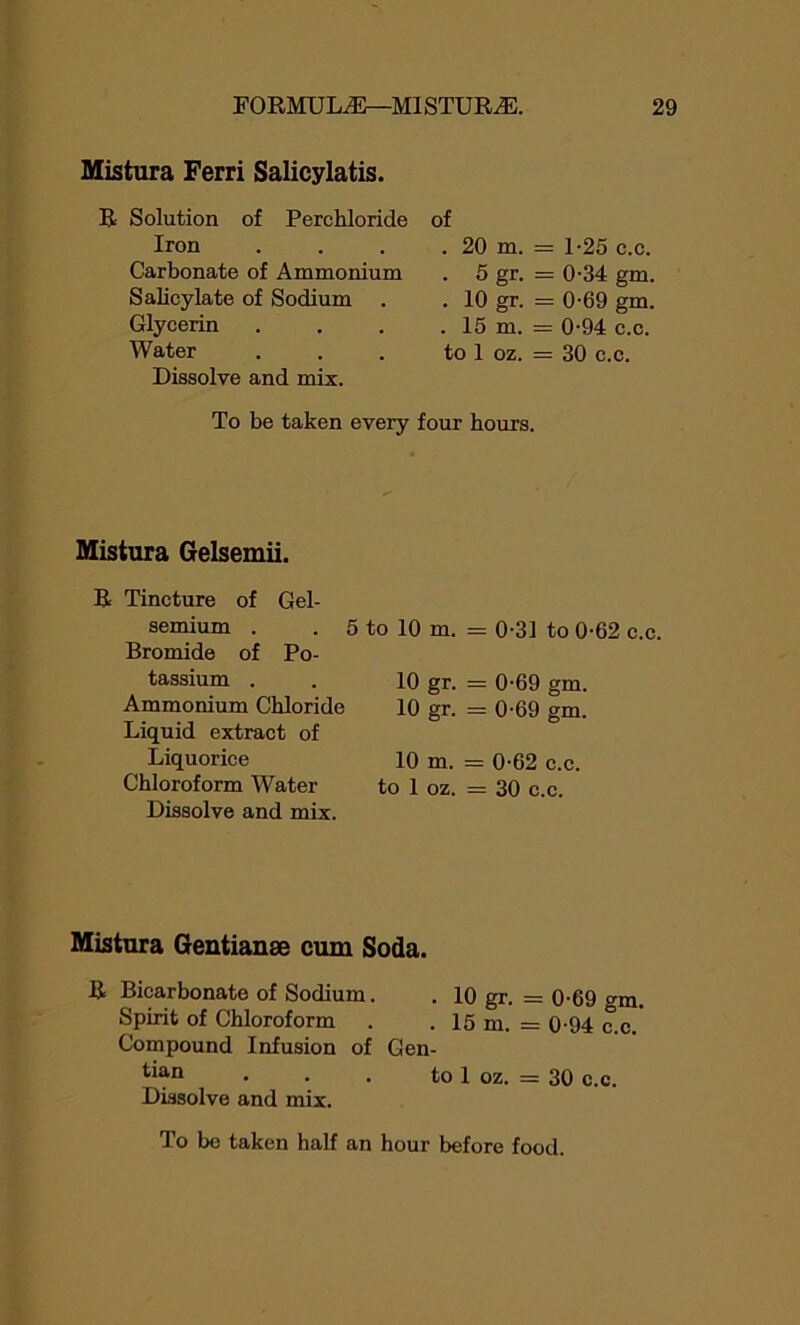 FORMULÆ—MISTURÆ. 29
Mistura Ferri Salicylatis.
℞ Solution of Perchloride of
Iron . . . . 20 m. = 1·25 c.c.
Carbonate of Ammonium . 5 gr. = 0·34 gm.
Salicylate of Sodium . . 10 gr. = 0·69 gm.
Glycerin . . . . 15 m. = 0·94 c.c.
Water . . . to 1 oz. = 30 c.c.
Dissolve and mix.
To be taken every four hours.
Mistura Gelsemii.
℞ Tincture of Gel-
semium . . 5 to 10 m. = 0·31 to 0·62 c.c.
Bromide of Po-
tassium . . 10 gr. = 0·69 gm.
Ammonium Chloride 10 gr. = 0·69 gm.
Liquid extract of
Liquorice 10 m. = 0·62 c.c.
Chloroform Water to 1 oz. = 30 c.c.
Dissolve and mix.
Mistura Gentianæ cum Soda.
℞ Bicarbonate of Sodium. . 10 gr. = 0·69 gm.
Spirit of Chloroform . . 15 m. = 0·94 c.c.
Compound Infusion of Gen-
tian . . . to 1 oz. = 30 c.c.
Dissolve and mix.
To be taken half an hour before food.